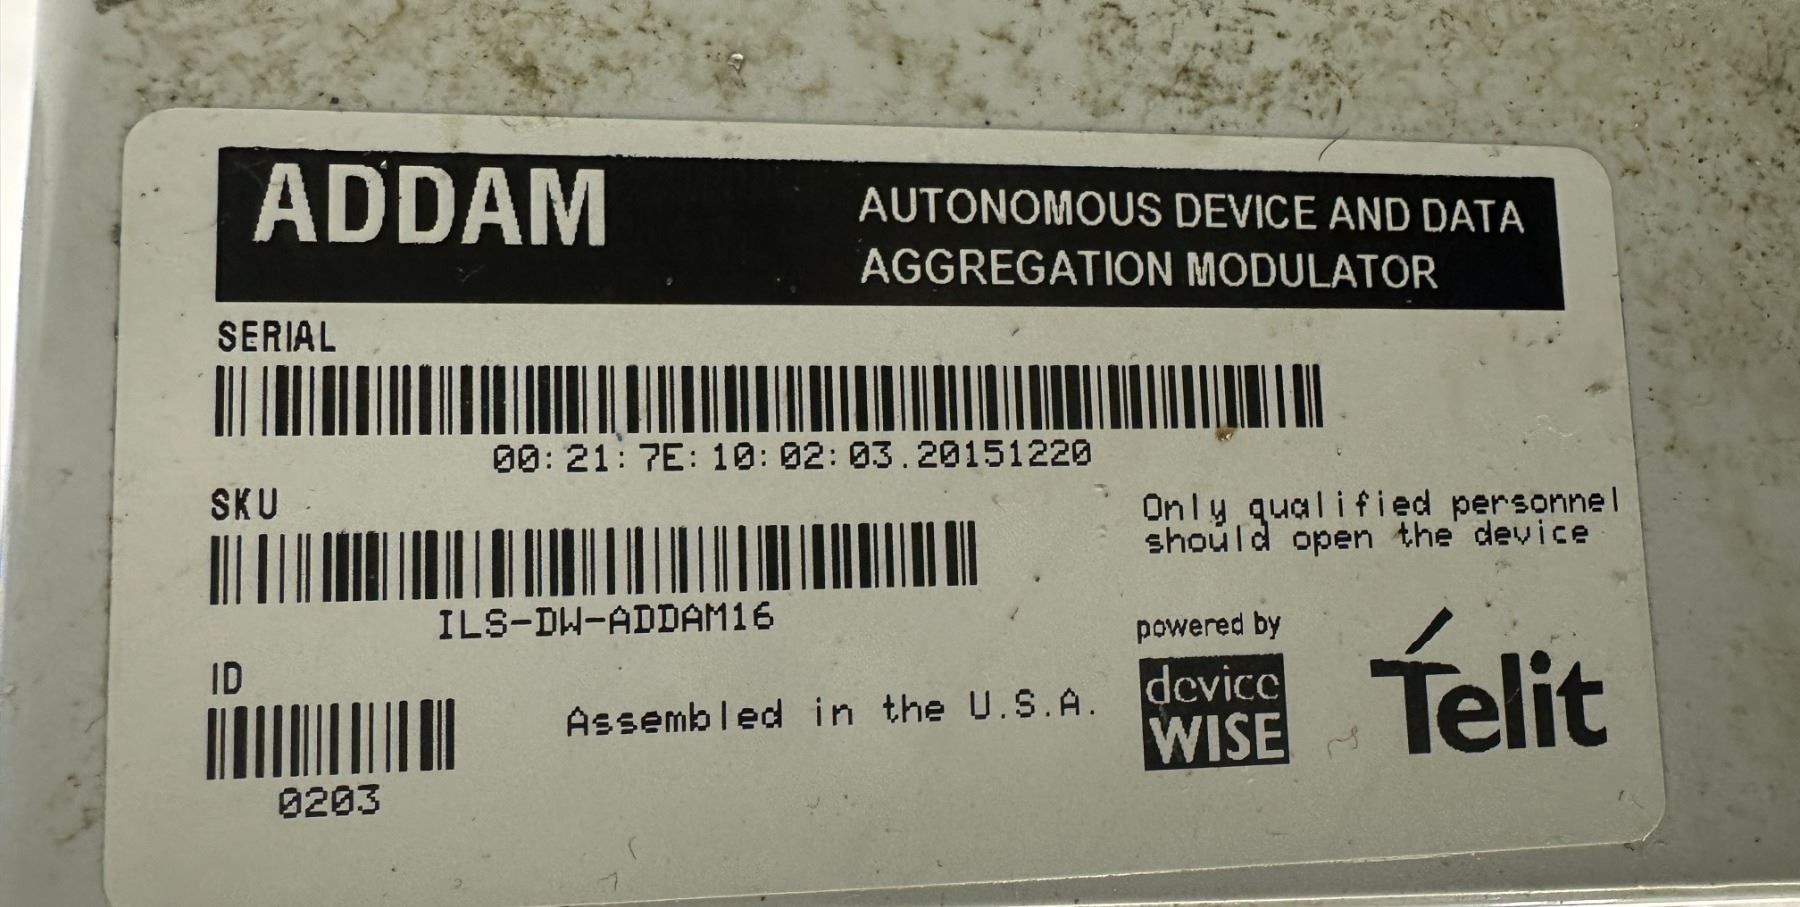 ADDAM
AUTONOMOUS DEVICE AND DATA
AGGREGATION MODULATOR
SERIAL
00:21:7E:10:02:03.20151220
SKU
ILS-DW-ADDAM16
Only qualified personnel
should open the device
ID
0203
Assembled in the U.S.A.
powered by
device
WISE
Telit